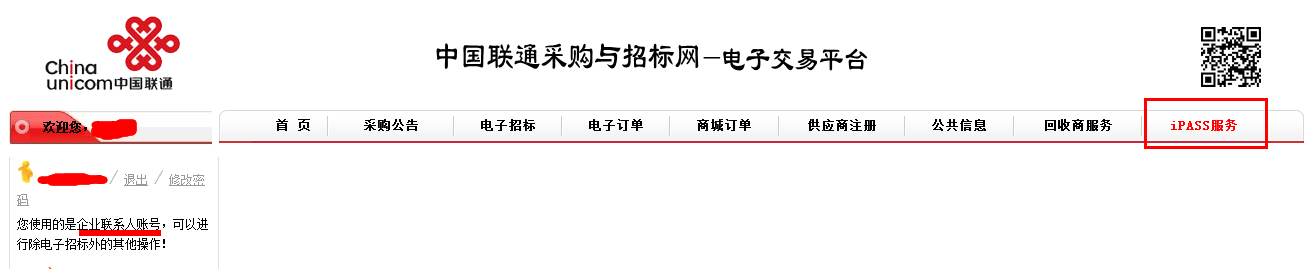 China
unicom中国联通
中国联通采购与招标网—电子交易平台
欢迎您，
首 页 采购公告 电子招标 电子订单 商城订单 供应商注册 公共信息 回收商服务 iPASS服务
/ 退出 / 修改密
码
您使用的是企业联系人账号，可以进
行除电子招标外的其他操作！